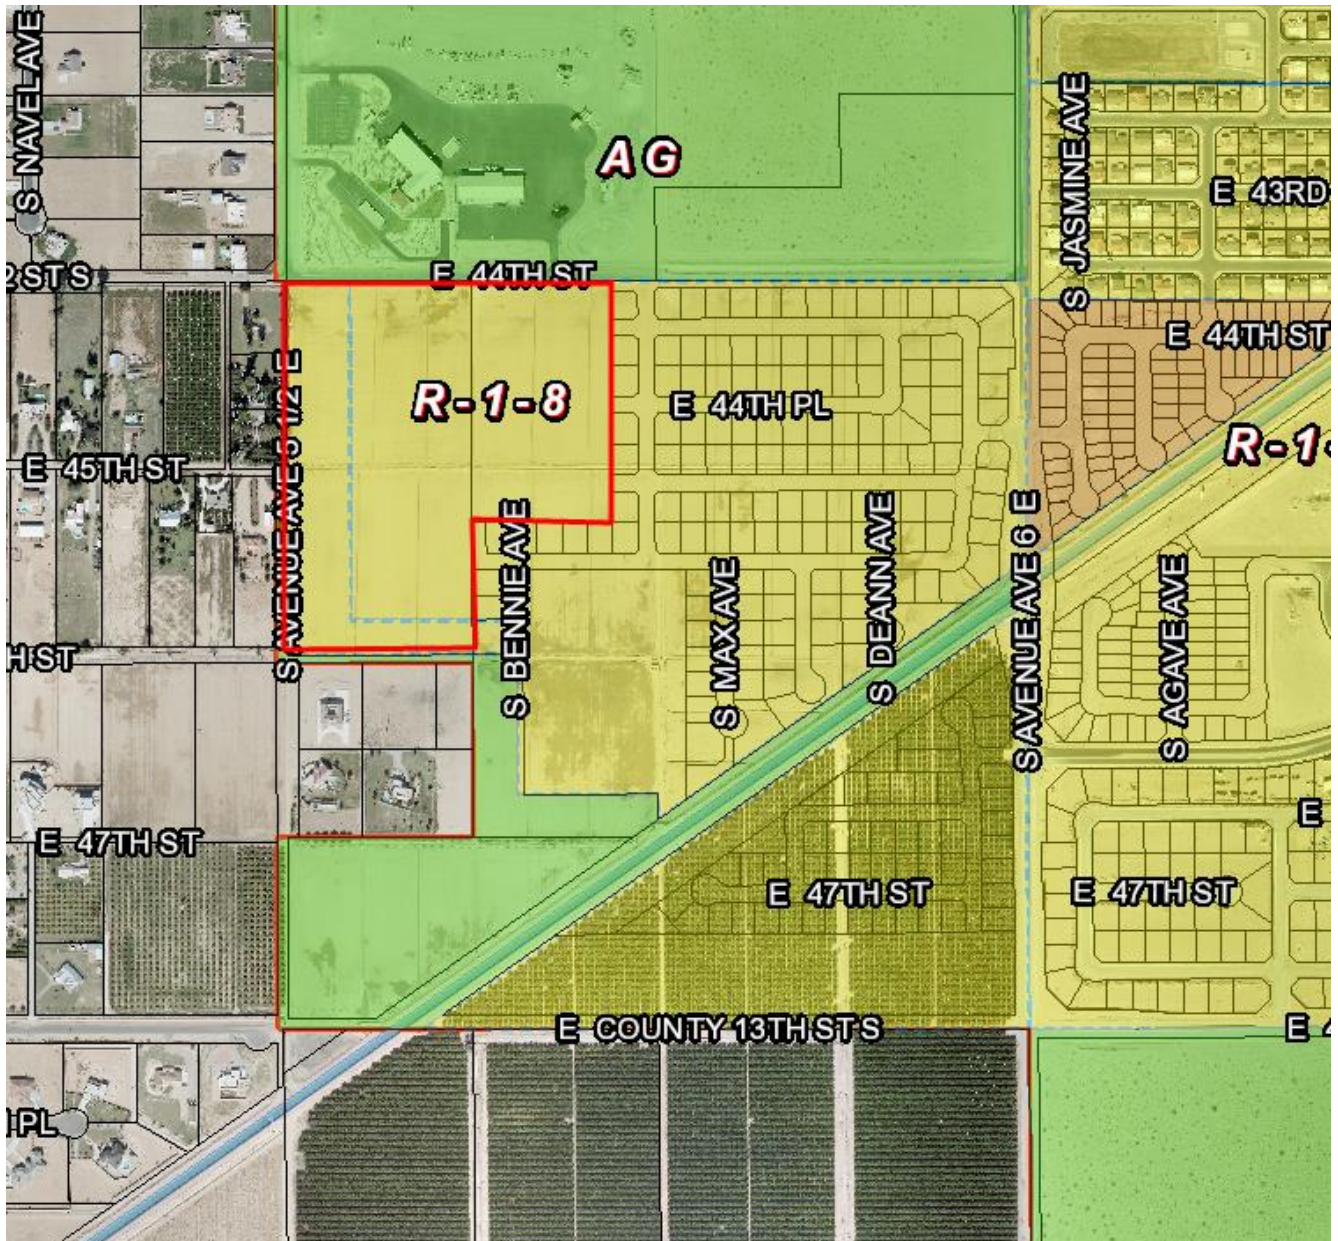 S NAVEL AVE
A G
S JASMINE AVE
E 43RD
2 ST S
E 44TH ST
E 44TH ST
S AVENUE AVE 5 1/2 E
R-1-8
E 44TH PL
R-1-
E 45TH ST
S BENNIE AVE
S MAX AVE
S DEANN AVE
S AVENUE AVE 6 E
S AGAVE AVE
H ST
E 47TH ST
E
E 47TH ST
E 47TH ST
E COUNTY 13TH ST S
E 4
PL